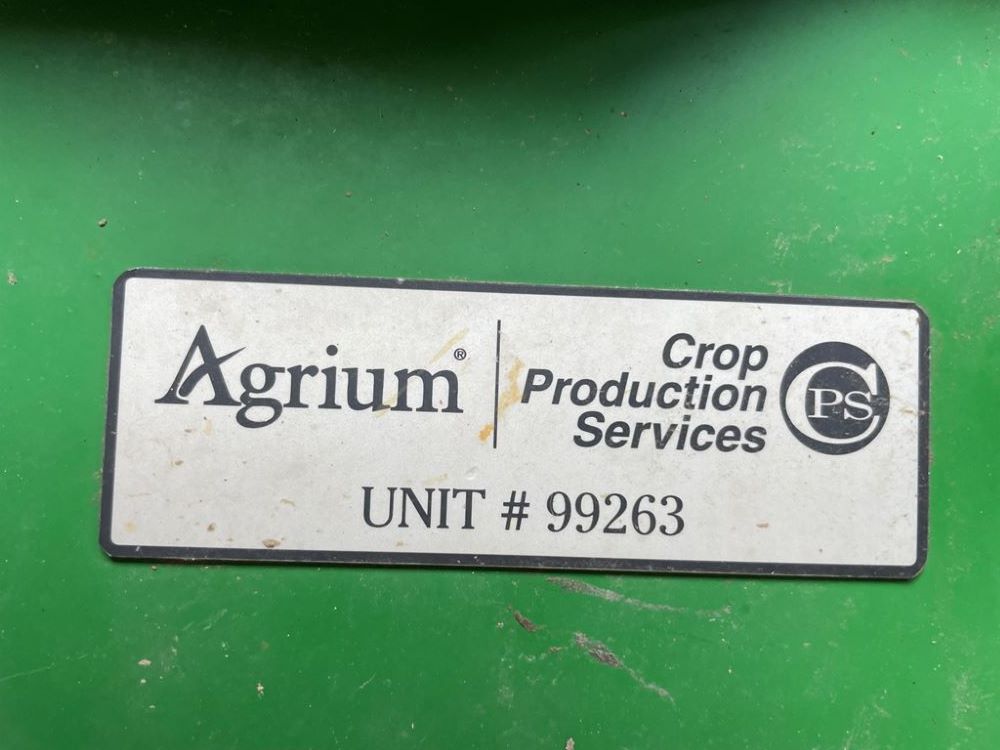 Agrium®
Crop
Production
Services
CPS
UNIT # 99263